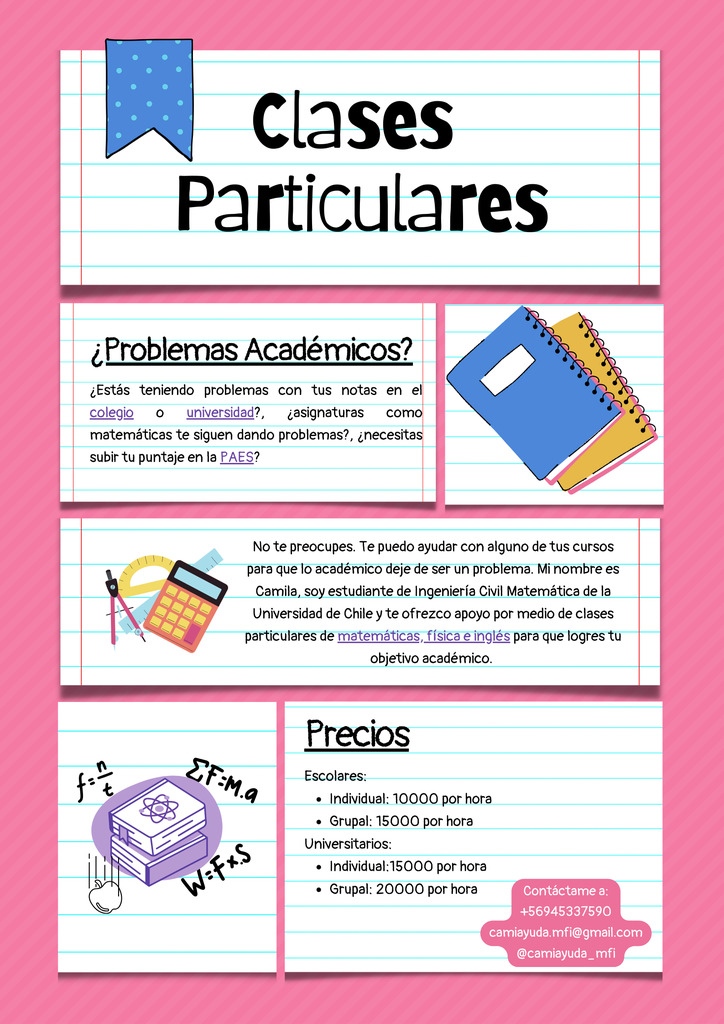 Clases
Particulares
¿Problemas Académicos?
¿Estás teniendo problemas con tus notas en el
colegio o universidad?, ¿asignaturas como
matemáticas te siguen dando problemas?, ¿necesitas
subir tu puntaje en la PAES?
No te preocupes. Te puedo ayudar con alguno de tus cursos
para que lo académico deje de ser un problema. Mi nombre es
Camila, soy estudiante de Ingeniería Civil Matemática de la
Universidad de Chile y te ofrezco apoyo por medio de clases
particulares de matemáticas, física e inglés para que logres tu
objetivo académico.
f=n/t
ΣF=m.a
W=F×S
Precios
Escolares:
• Individual: 10000 por hora
• Grupal: 15000 por hora
Universitarios:
• Individual:15000 por hora
• Grupal: 20000 por hora
Contáctame a:
+56945337590
camiayuda.mfi@gmail.com
@camiayuda_mfi